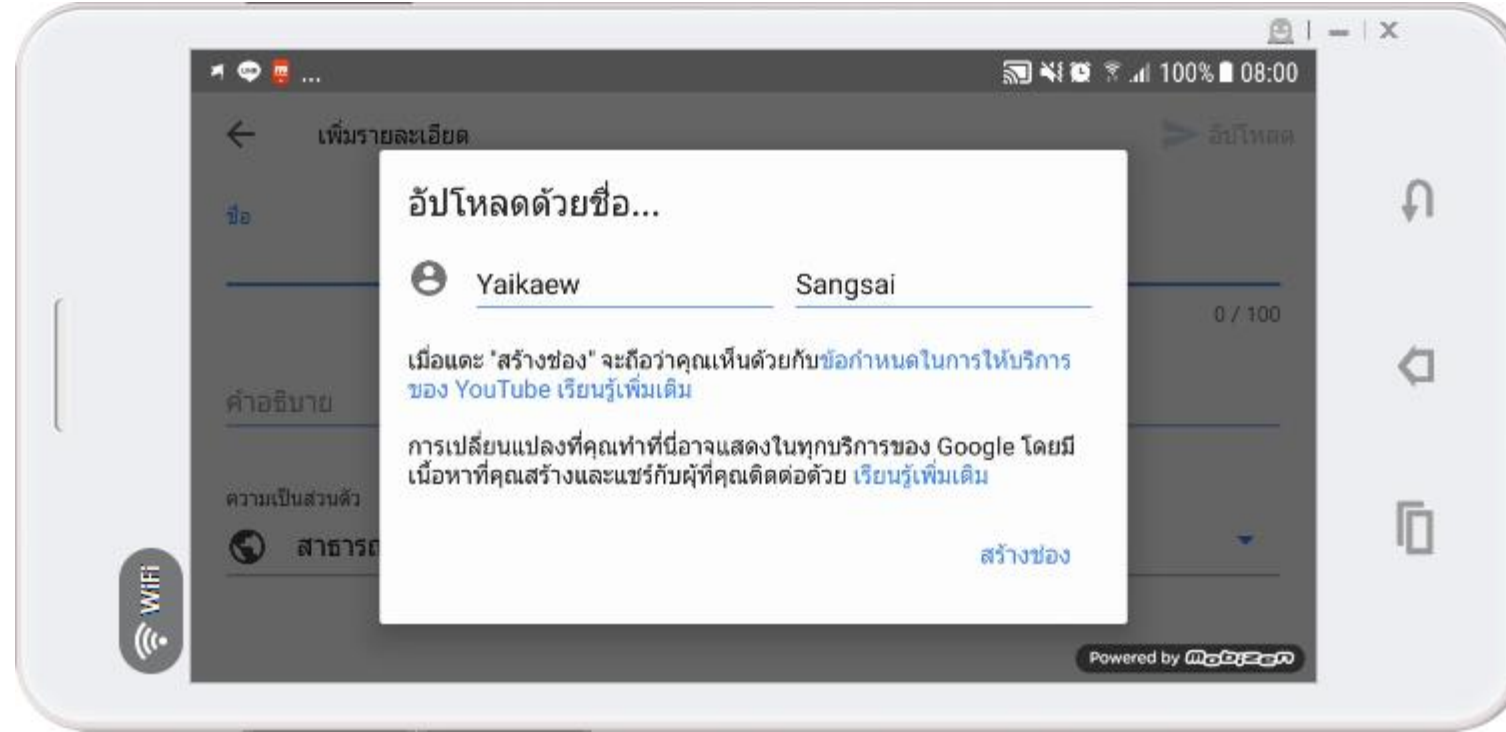 ... 100% 08:00
เพิ่มรายละเอียด อัปโหลด
อัปโหลดด้วยชื่อ...
ชื่อ
Yaikaew Sangsai
0 / 100
เมื่อแตะ "สร้างช่อง" จะถือว่าคุณเห็นด้วยกับข้อกำหนดในการให้บริการ
ของ YouTube เรียนรู้เพิ่มเติม
คำอธิบาย
การเปลี่ยนแปลงที่คุณทำที่นี่อาจแสดงในทุกบริการของ Google โดยมี
เนื้อหาที่คุณสร้างและแชร์กับผู้ที่คุณติดต่อด้วย เรียนรู้เพิ่มเติม
ความเป็นส่วนตัว
สร้างช่อง
WiFi
Powered by Mobizen